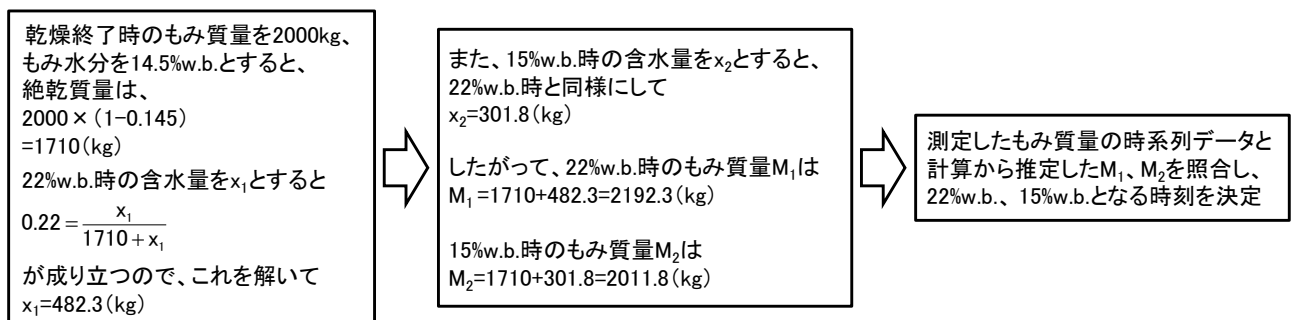 乾燥終了時のもみ質量を2000kg、
もみ水分を14.5%w.b.とすると、
絶乾質量は、
2000×(1-0.145)
=1710(kg)
22%w.b.時の含水量をx₁とすると
0.22 = x₁ / (1710 + x₁)
が成り立つので、これを解いて
x₁=482.3(kg)
また、15%w.b.時の含水量をx₂とすると、
22%w.b.時と同様にして
x₂=301.8(kg)
したがって、22%w.b.時のもみ質量M₁は
M₁=1710+482.3=2192.3(kg)
15%w.b.時のもみ質量M₂は
M₂=1710+301.8=2011.8(kg)
測定したもみ質量の時系列データと
計算から推定したM₁、M₂を照合し、
22%w.b.、15%w.b.となる時刻を決定